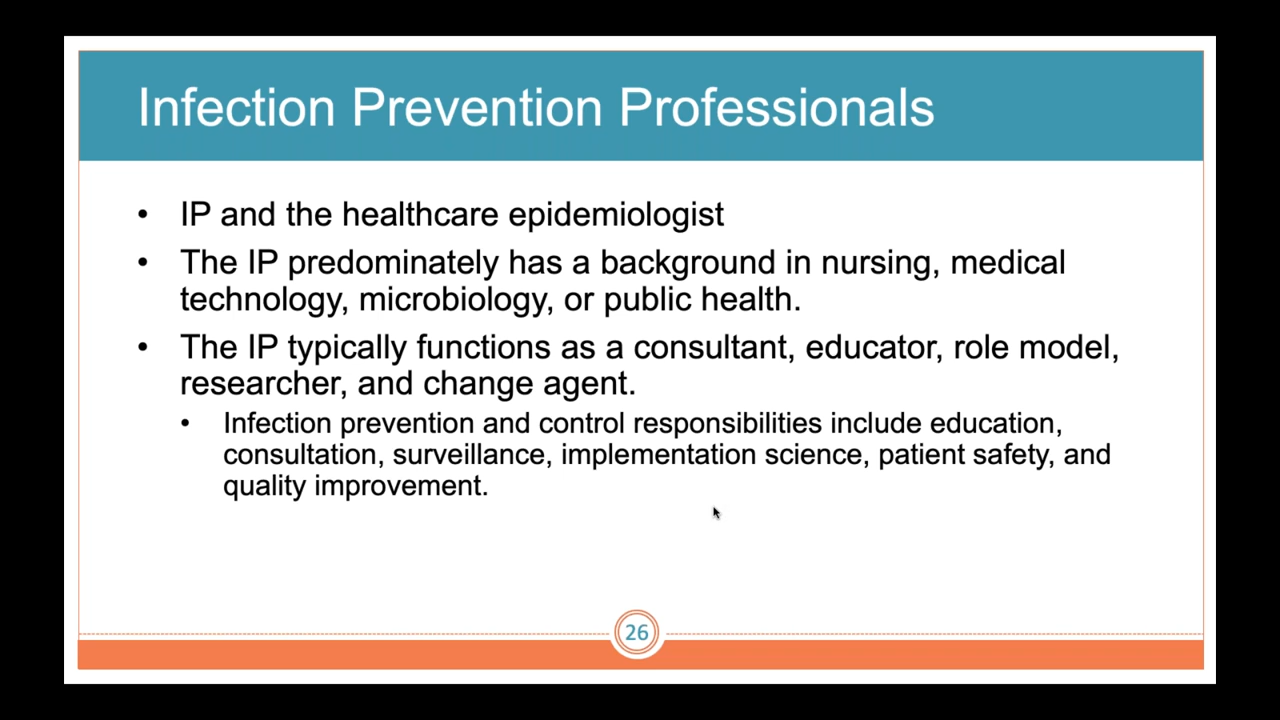 Infection Prevention Professionals
• IP and the healthcare epidemiologist
• The IP predominately has a background in nursing, medical
technology, microbiology, or public health.
• The IP typically functions as a consultant, educator, role model,
researcher, and change agent.
• Infection prevention and control responsibilities include education,
consultation, surveillance, implementation science, patient safety, and
quality improvement.
26